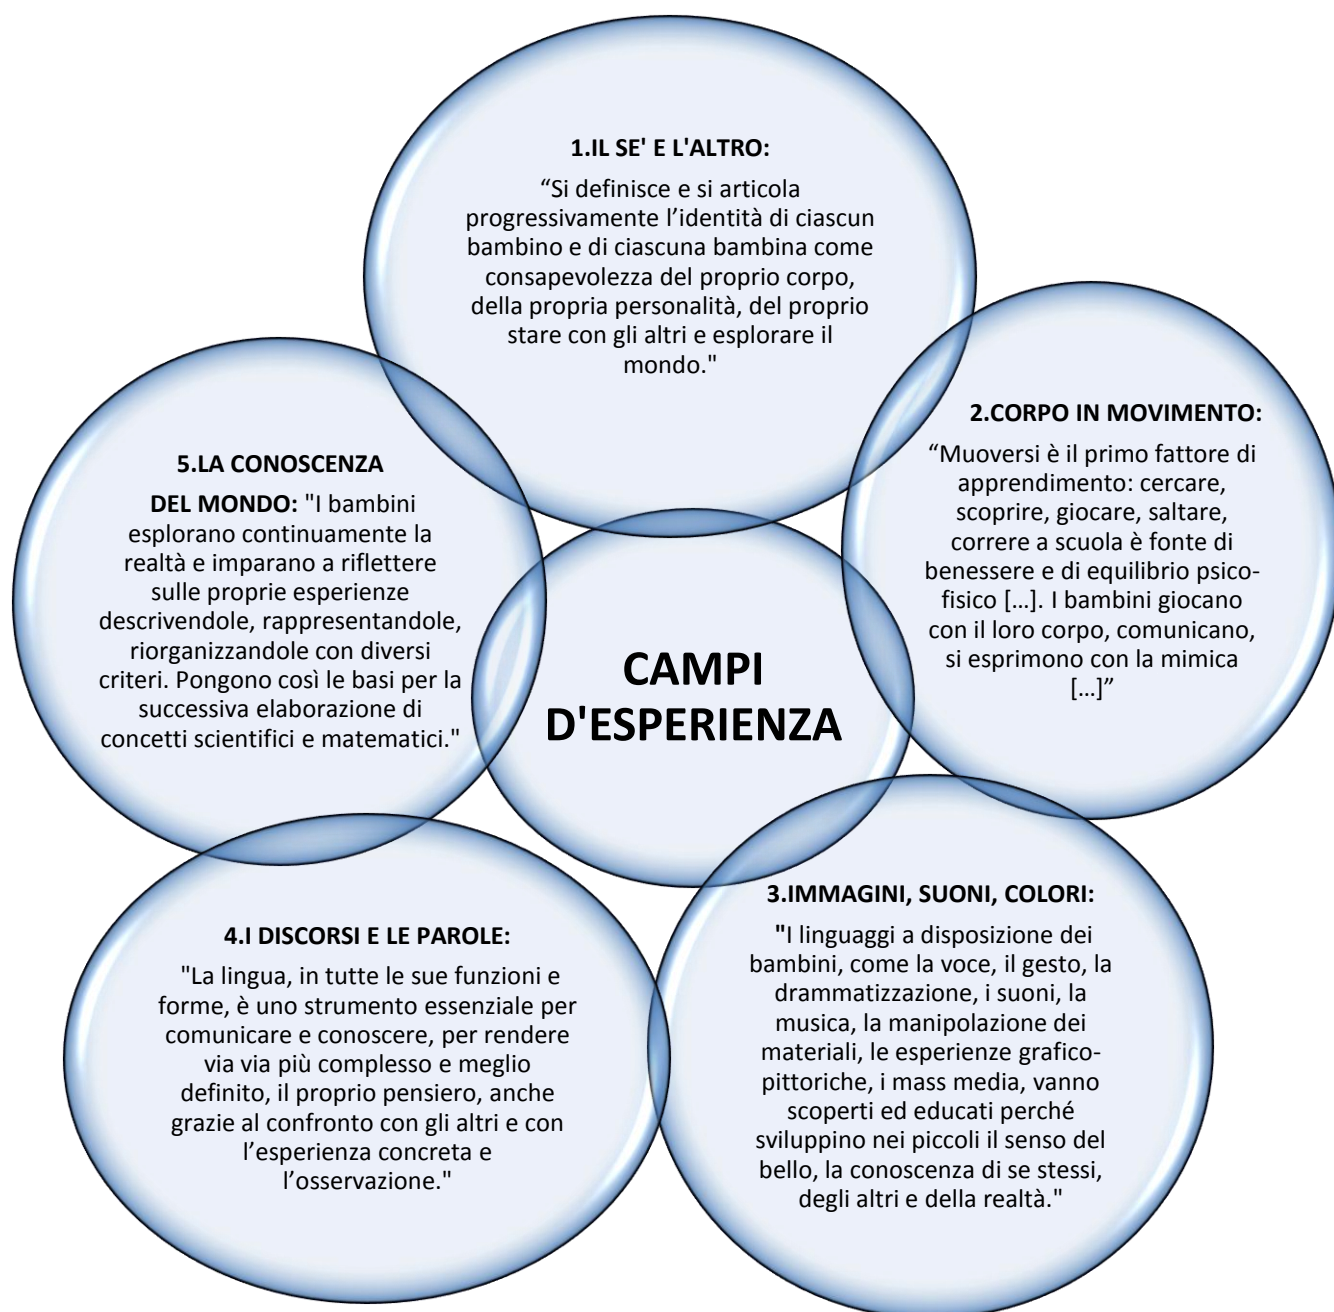 1.IL SE' E L'ALTRO:
“Si definisce e si articola
progressivamente l’identità di ciascun
bambino e di ciascuna bambina come
consapevolezza del proprio corpo,
della propria personalità, del proprio
stare con gli altri e esplorare il
mondo."
2.CORPO IN MOVIMENTO:
“Muoversi è il primo fattore di
apprendimento: cercare,
scoprire, giocare, saltare,
correre a scuola è fonte di
benessere e di equilibrio psico-
fisico […]. I bambini giocano
con il loro corpo, comunicano,
si esprimono con la mimica
[…]”
3.IMMAGINI, SUONI, COLORI:
"I linguaggi a disposizione dei
bambini, come la voce, il gesto, la
drammatizzazione, i suoni, la
musica, la manipolazione dei
materiali, le esperienze grafico-
pittoriche, i mass media, vanno
scoperti ed educati perché
sviluppino nei piccoli il senso del
bello, la conoscenza di se stessi,
degli altri e della realtà."
4.I DISCORSI E LE PAROLE:
"La lingua, in tutte le sue funzioni e
forme, è uno strumento essenziale per
comunicare e conoscere, per rendere
via via più complesso e meglio
definito, il proprio pensiero, anche
grazie al confronto con gli altri e con
l’esperienza concreta e
l’osservazione."
5.LA CONOSCENZA
DEL MONDO: "I bambini
esplorano continuamente la
realtà e imparano a riflettere
sulle proprie esperienze
descrivendole, rappresentandole,
riorganizzandole con diversi
criteri. Pongono così le basi per la
successiva elaborazione di
concetti scientifici e matematici."
CAMPI
D'ESPERIENZA